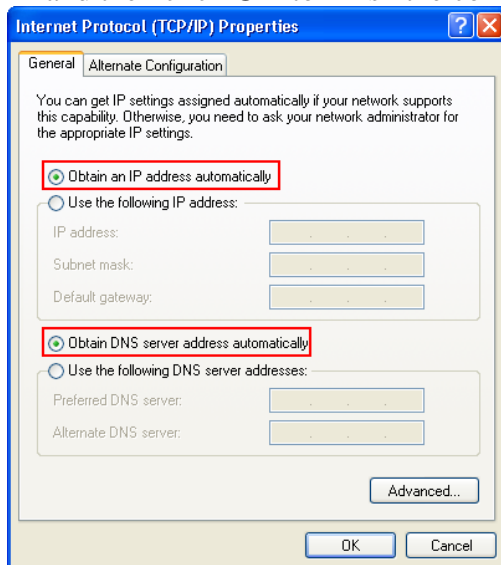 Internet Protocol (TCP/IP) Properties
General Alternate Configuration
You can get IP settings assigned automatically if your network supports
this capability. Otherwise, you need to ask your network administrator for
the appropriate IP settings.
Obtain an IP address automatically
Use the following IP address:
IP address:
Subnet mask:
Default gateway:
Obtain DNS server address automatically
Use the following DNS server addresses:
Preferred DNS server:
Alternate DNS server:
Advanced...
OK Cancel